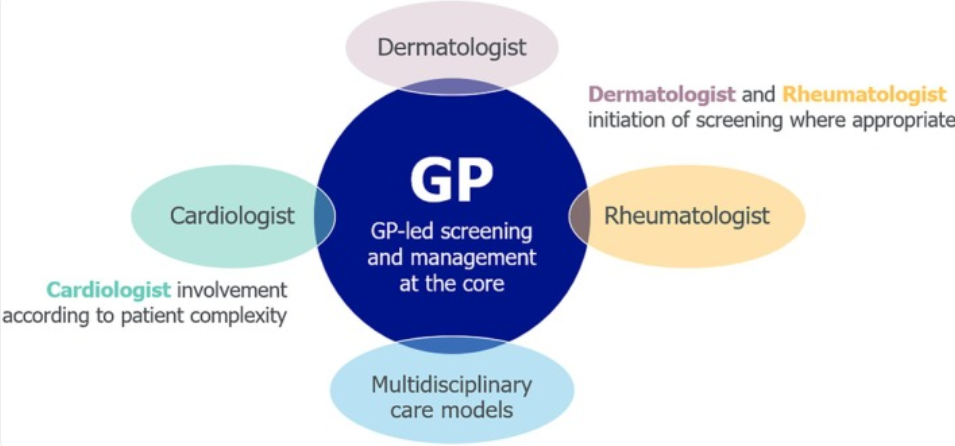 Dermatologist
Dermatologist and Rheumatologist
initiation of screening where appropriate
GP
GP-led screening
and management
at the core
Cardiologist
Rheumatologist
Cardiologist involvement
according to patient complexity
Multidisciplinary
care models